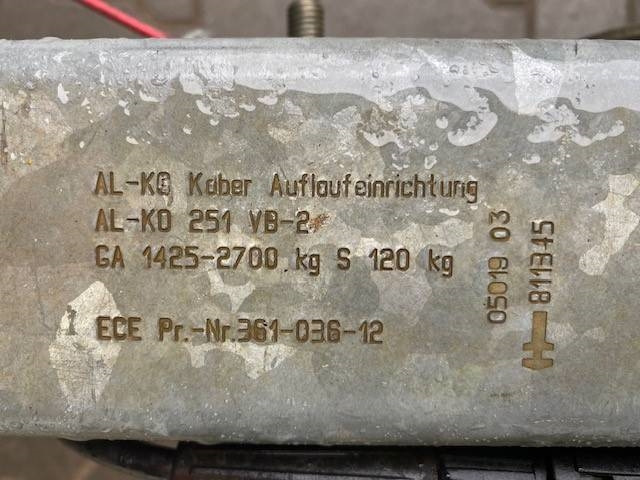 AL-KO Kober Auflaufeinrichtung
AL-KO 251 VB-2
GA 1425-2700 kg S 120 kg
ECE Pr.-Nr.361-036-12
05019 03
811345